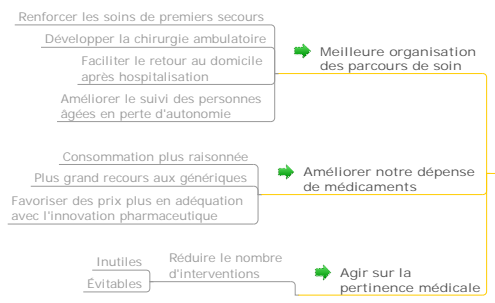 Renforcer les soins de premiers secours
Développer la chirurgie ambulatoire
Faciliter le retour au domicile
après hospitalisation
Améliorer le suivi des personnes
âgées en perte d'autonomie
Meilleure organisation
des parcours de soin
Consommation plus raisonnée
Plus grand recours aux génériques
Favoriser des prix plus en adéquation
avec l'innovation pharmaceutique
Améliorer notre dépense
de médicaments
Inutiles
Évitables
Réduire le nombre
d'interventions
Agir sur la
pertinence médicale